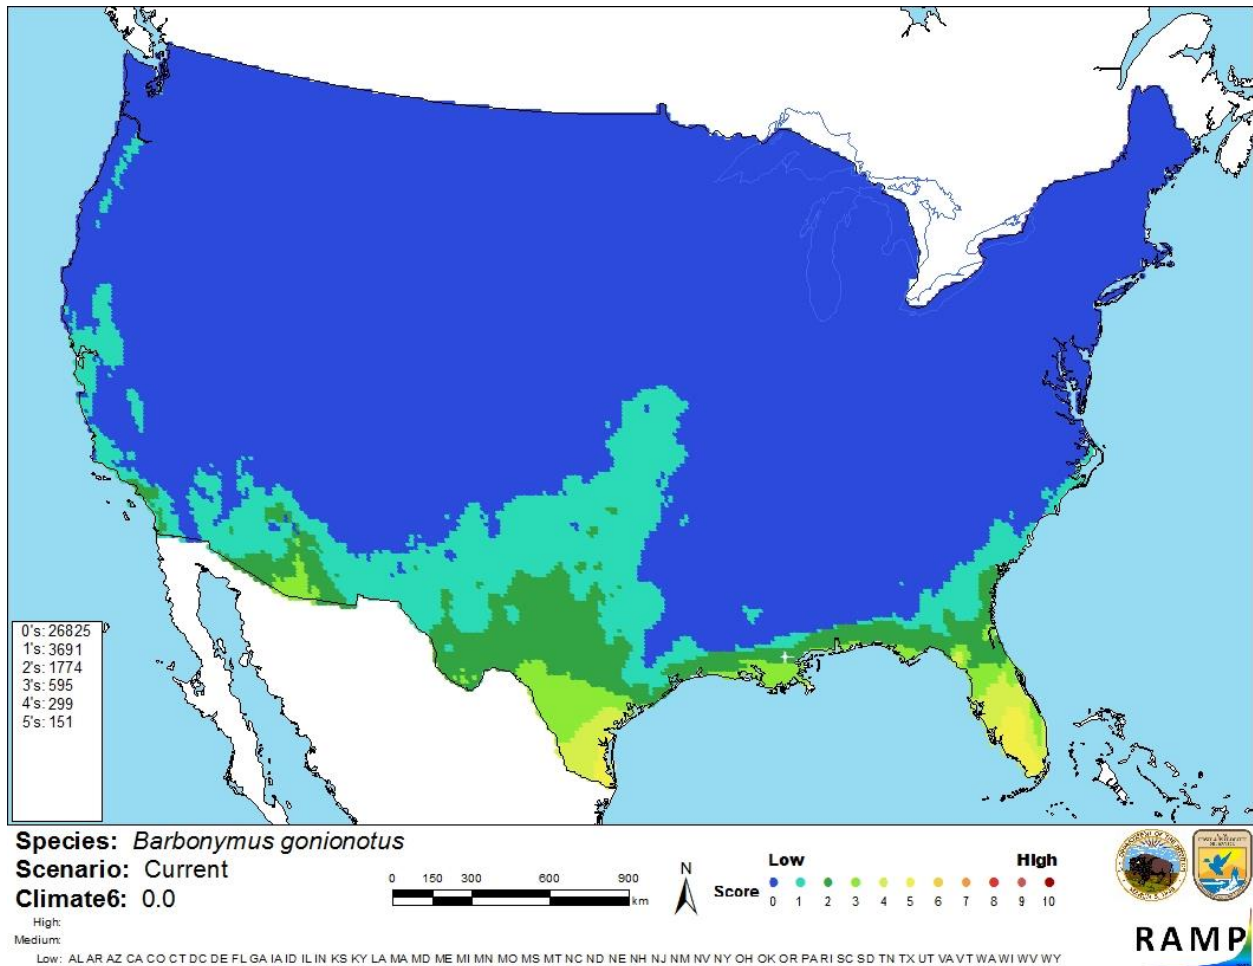 0's: 26825
1's: 3691
2's: 1774
3's: 595
4's: 299
5's: 151
Species: Barbonymus gonionotus
Scenario: Current
Climate6: 0.0
High:
Medium:
Low: AL AR AZ CA CO CT DC DE FL GA IA ID IL IN KS KY LA MA MD ME MI MN MO MS MT NC ND NE NH NJ NM NV NY OH OK OR PA RI SC SD TN TX UT VA VT WA WI WV WY
0 150 300 600 900
km
N
Low High
Score 0 1 2 3 4 5 6 7 8 9 10
RAMP